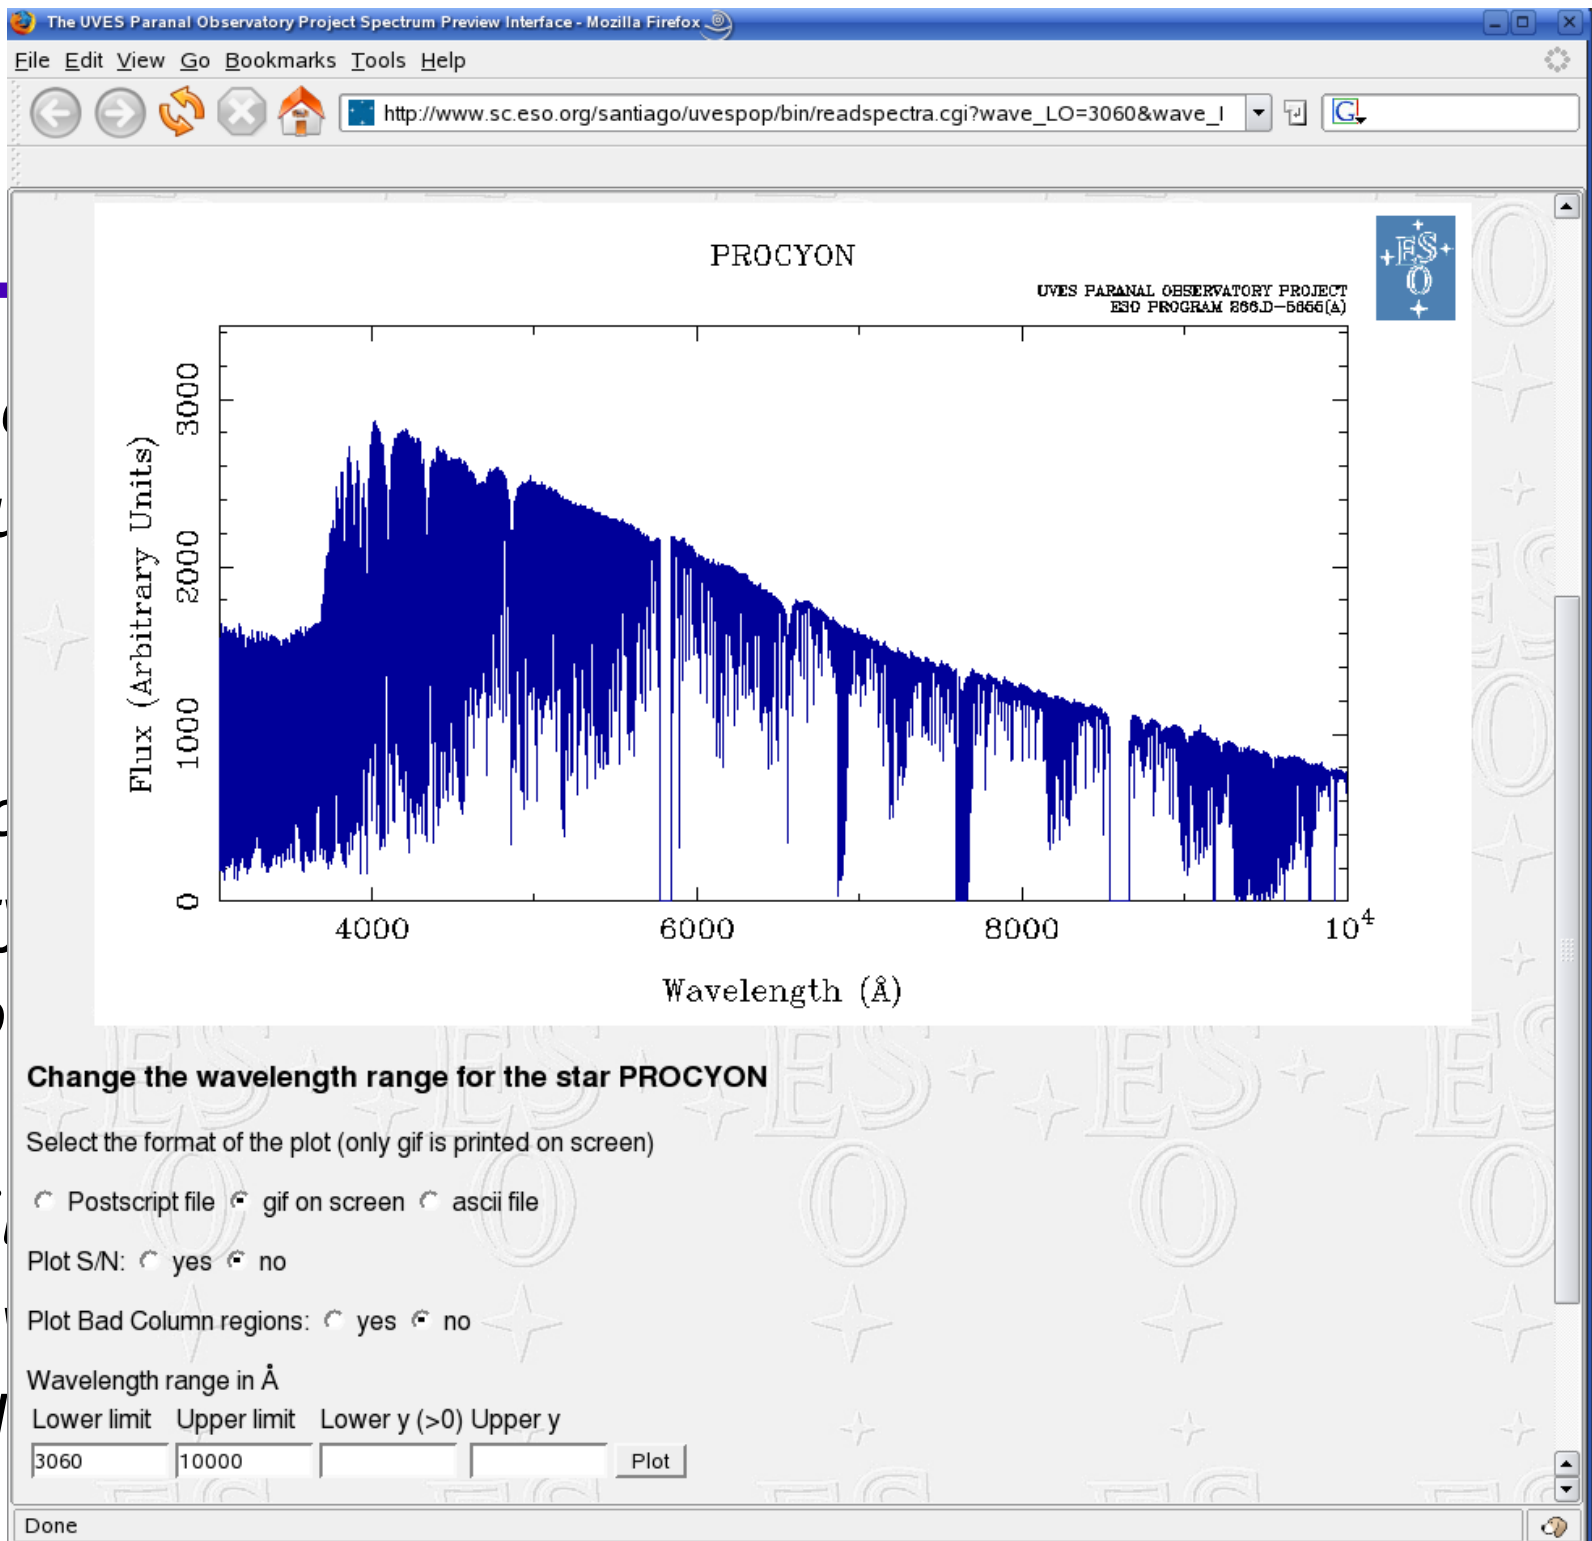 The UVES Paranal Observatory Project Spectrum Preview Interface - Mozilla Firefox
File Edit View Go Bookmarks Tools Help
http://www.sc.eso.org/santiago/uvespop/bin/readspectra.cgi?wave_LO=3060&wave_I
G
PROCYON
ESO
UVES PARANAL OBSERVATORY PROJECT
ESO PROGRAM 266.D-5655(A)
Flux (Arbitrary Units)
3000
2000
1000
0
4000 6000 8000 10⁴
Wavelength (Å)
Change the wavelength range for the star PROCYON
Select the format of the plot (only gif is printed on screen)
Postscript file gif on screen ascii file
Plot S/N: yes no
Plot Bad Column regions: yes no
Wavelength range in Å
Lower limit Upper limit Lower y (>0) Upper y
3060 10000 Plot
Done